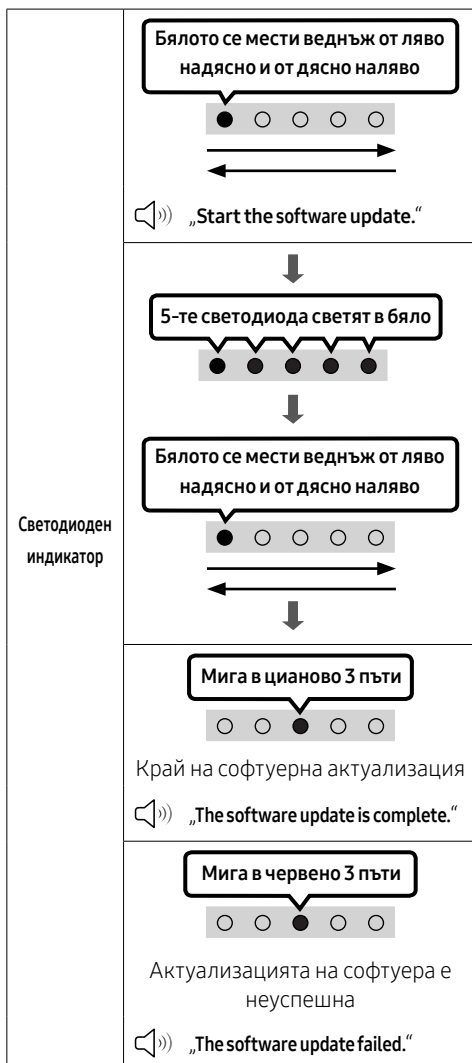 Бялото се мести веднъж от ляво
надясно и от дясно наляво
„Start the software update.“
5-те светодиода светят в бяло
Бялото се мести веднъж от ляво
надясно и от дясно наляво
Светодиоден
индикатор
Мига в цианово 3 пъти
Край на софтуерна актуализация
„The software update is complete.“
Мига в червено 3 пъти
Актуализацията на софтуера е
неуспешна
„The software update failed.“